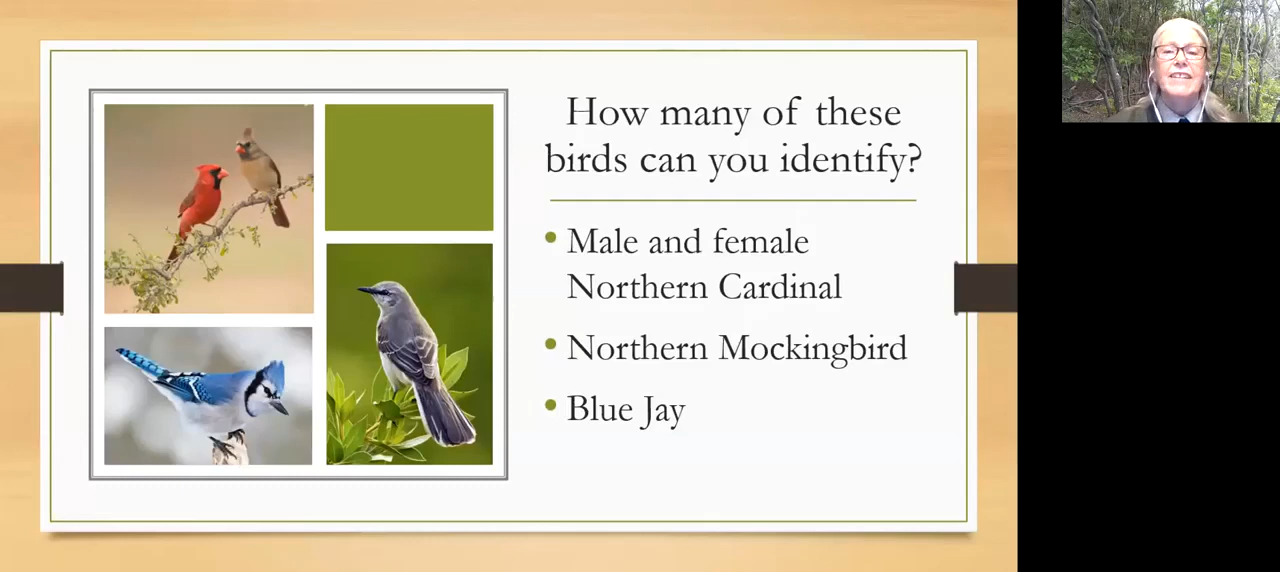 How many of these
birds can you identify?
• Male and female
Northern Cardinal
• Northern Mockingbird
• Blue Jay